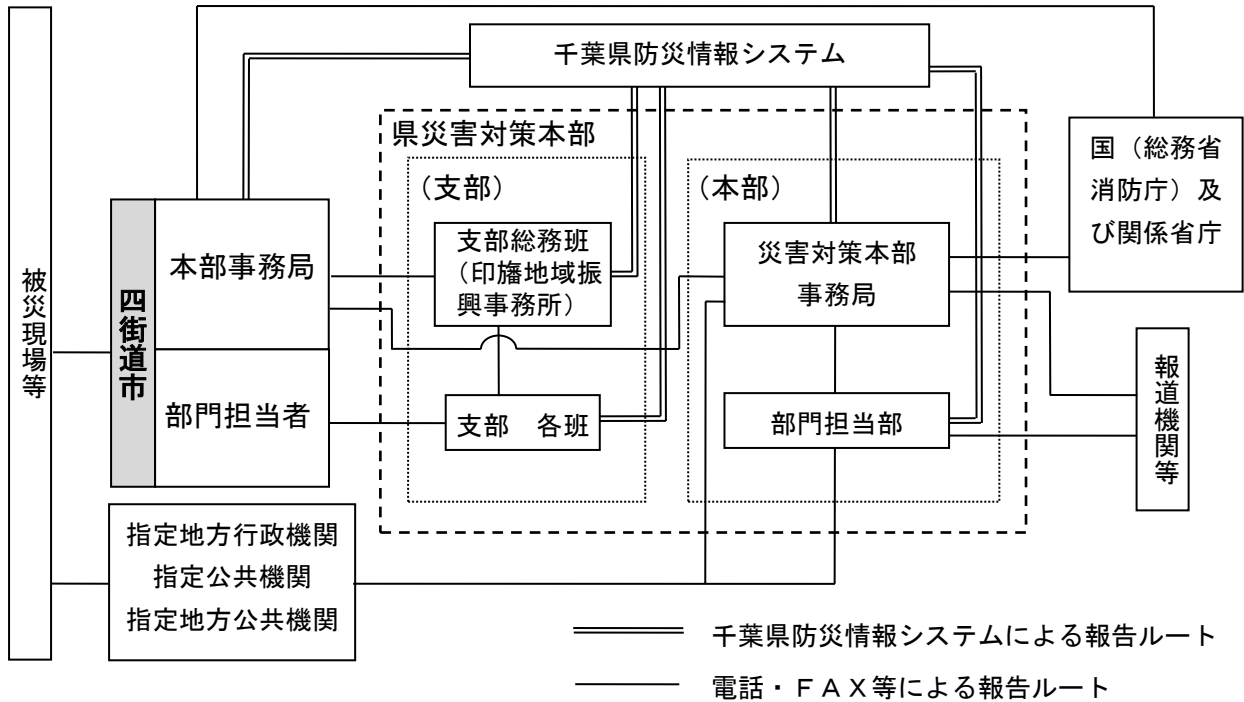 千葉県防災情報システム
県災害対策本部
（支部）
（本部）
国（総務省
消防庁）及
び関係省庁
被災現場等
四街道市
本部事務局
支部総務班
（印旛地域振
興事務所）
災害対策本部
事務局
部門担当者
支部　各班
部門担当部
報道機関等
指定地方行政機関
指定公共機関
指定地方公共機関
千葉県防災情報システムによる報告ルート
電話・ＦＡＸ等による報告ルート